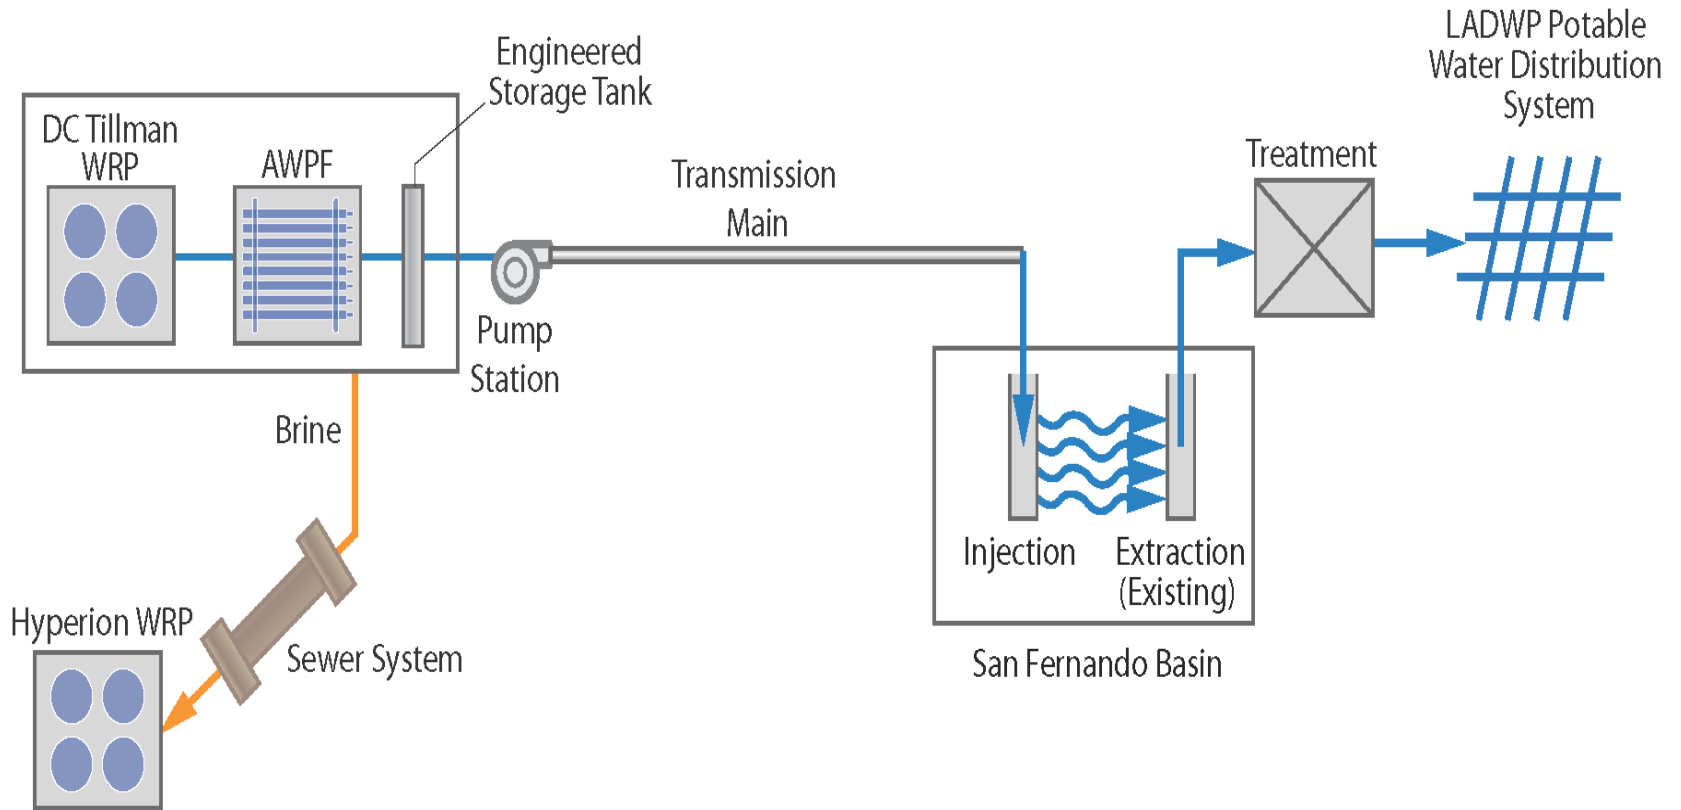 Engineered
Storage Tank
DC Tillman
WRP
AWPF
Transmission
Main
Pump
Station
Brine
Hyperion WRP
Sewer System
Injection
Extraction
(Existing)
San Fernando Basin
Treatment
LADWP Potable
Water Distribution
System